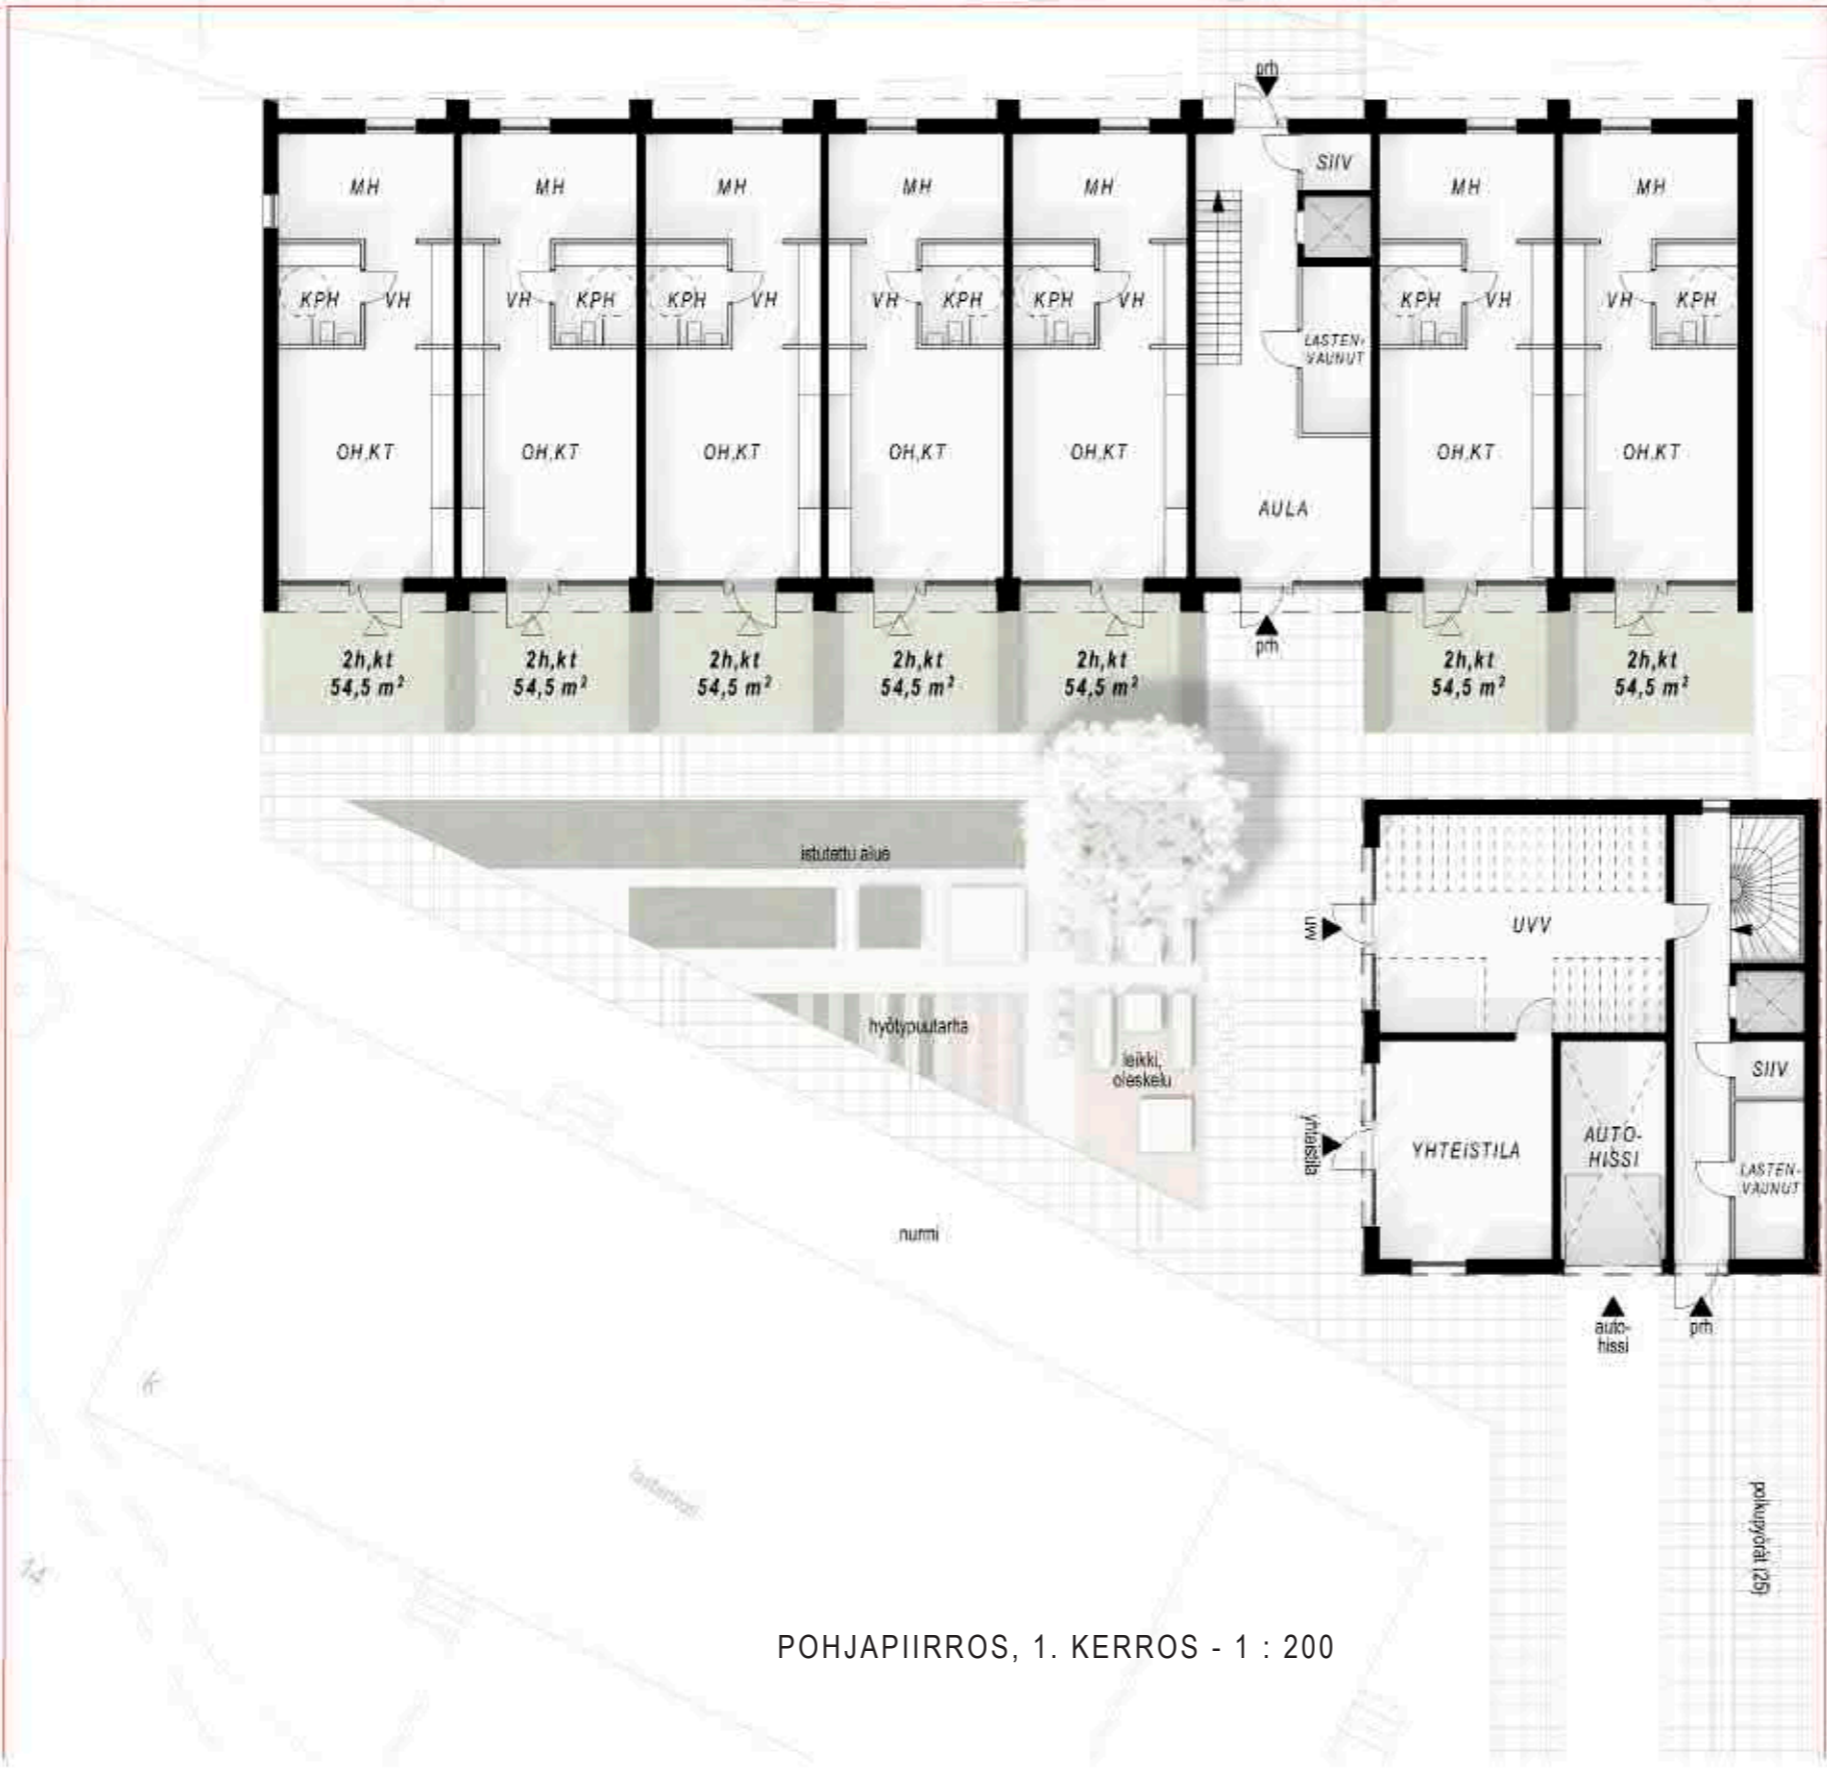 prh
SIIV
MH
MH
MH
MH
MH
MH
MH
KPH
VH
VH
KPH
KPH
VH
VH
KPH
KPH
VH
KPH
VH
VH
KPH
LASTEN-
VAUNUT
OH,KT
OH,KT
OH,KT
OH,KT
OH,KT
OH,KT
OH,KT
AULA
prh
2h,kt
54,5 m²
2h,kt
54,5 m²
2h,kt
54,5 m²
2h,kt
54,5 m²
2h,kt
54,5 m²
2h,kt
54,5 m²
2h,kt
54,5 m²
istutettu alue
uvv
UVV
hyötypuutarha
leikki,
oleskelu
SIIV
yhteistila
YHTEISTILA
AUTO-
HISSI
LASTEN-
VAUNUT
nurmi
auto-
hissi
prh
K
polkupyörät (25)
14
POHJAPIIRROS, 1. KERROS - 1 : 200